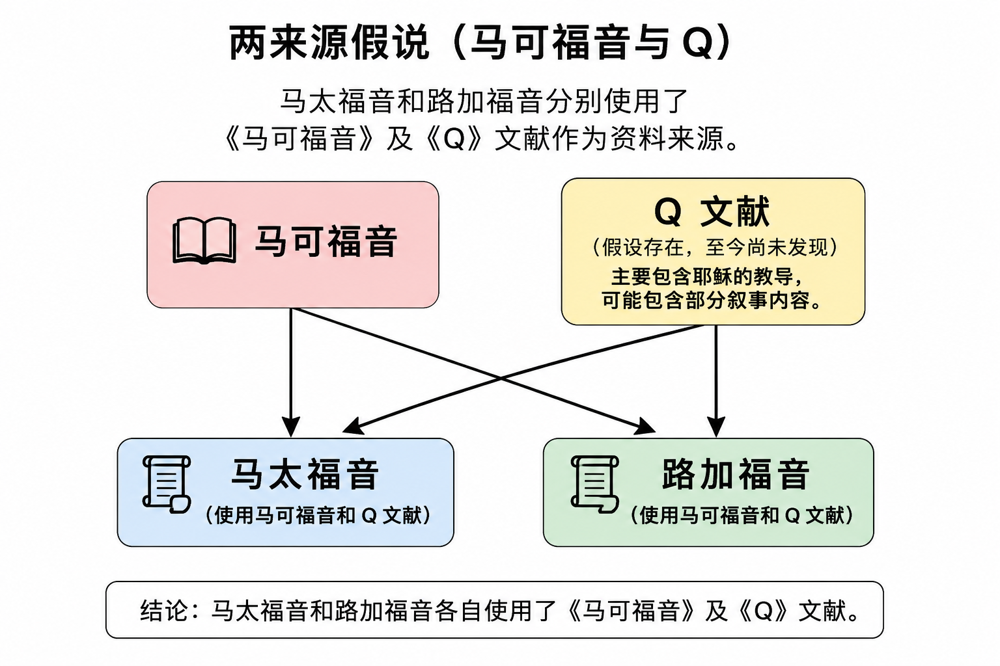 两来源假说（马可福音与 Q）
马太福音和路加福音分别使用了
《马可福音》及《Q》文献作为资料来源。
马可福音
Q 文献
（假设存在，至今尚未发现）
主要包含耶稣的教导，
可能包含部分叙事内容。
马太福音
（使用马可福音和 Q 文献）
路加福音
（使用马可福音和 Q 文献）
结论：马太福音和路加福音各自使用了《马可福音》及《Q》文献。